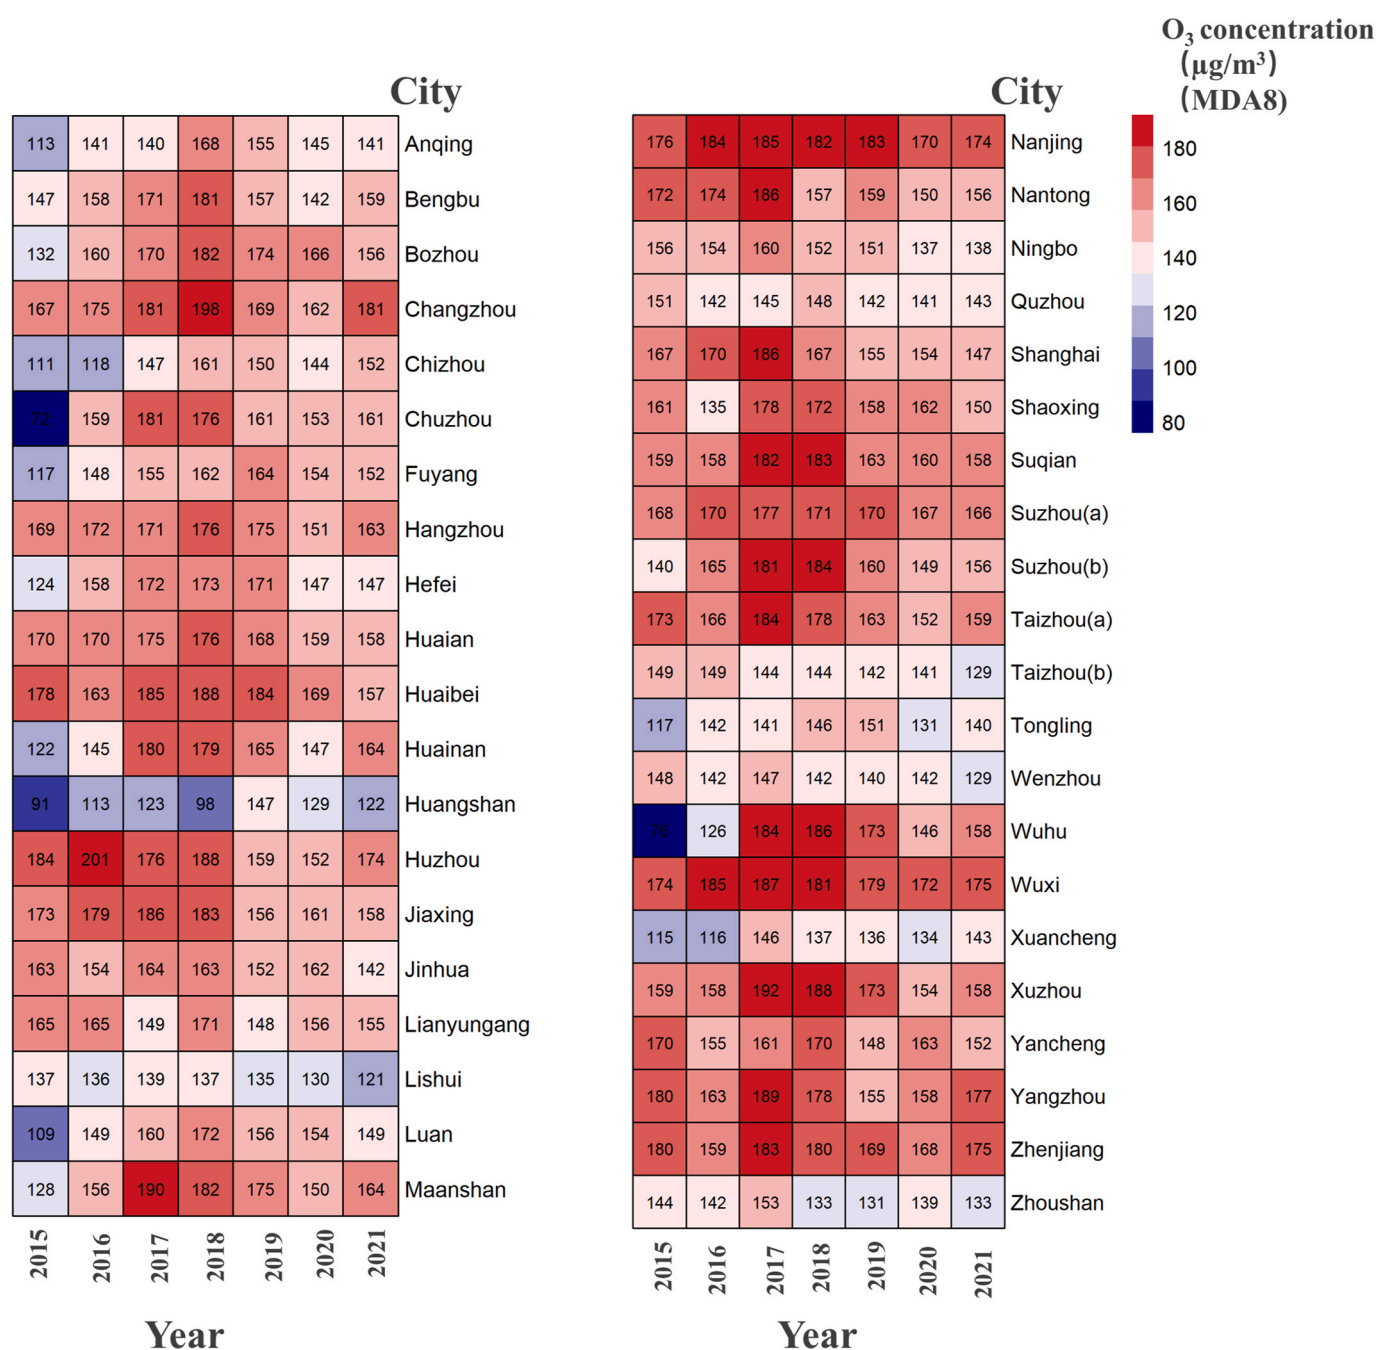 O₃ concentration
(μg/m³)
(MDA8)
180
160
140
120
100
80
City
113 141 140 168 155 145 141 Anqing
147 158 171 181 157 142 159 Bengbu
132 160 170 182 174 166 156 Bozhou
167 175 181 198 169 162 181 Changzhou
111 118 147 161 150 144 152 Chizhou
72 159 181 176 161 153 161 Chuzhou
117 148 155 162 164 154 152 Fuyang
169 172 171 176 175 151 163 Hangzhou
124 158 172 173 171 147 147 Hefei
170 170 175 176 168 159 158 Huaian
178 163 185 188 184 169 157 Huaibei
122 145 180 179 165 147 164 Huainan
91 113 123 98 147 129 122 Huangshan
184 201 176 188 159 152 174 Huzhou
173 179 186 183 156 161 158 Jiaxing
163 154 164 163 152 162 142 Jinhua
165 165 149 171 148 156 155 Lianyungang
137 136 139 137 135 130 121 Lishui
109 149 160 172 156 154 149 Luan
128 156 190 182 175 150 164 Maanshan
2015 2016 2017 2018 2019 2020 2021
Year
City
176 184 185 182 183 170 174 Nanjing
172 174 186 157 159 150 156 Nantong
156 154 160 152 151 137 138 Ningbo
151 142 145 148 142 141 143 Quzhou
167 170 186 167 155 154 147 Shanghai
161 135 178 172 158 162 150 Shaoxing
159 158 182 183 163 160 158 Suqian
168 170 177 171 170 167 166 Suzhou(a)
140 165 181 184 160 149 156 Suzhou(b)
173 166 184 178 163 152 159 Taizhou(a)
149 149 144 144 142 141 129 Taizhou(b)
117 142 141 146 151 131 140 Tongling
148 142 147 142 140 142 129 Wenzhou
76 126 184 186 173 146 158 Wuhu
174 185 187 181 179 172 175 Wuxi
115 116 146 137 136 134 143 Xuancheng
159 158 192 188 173 154 158 Xuzhou
170 155 161 170 148 163 152 Yancheng
180 163 189 178 155 158 177 Yangzhou
180 159 183 180 169 168 175 Zhenjiang
144 142 153 133 131 139 133 Zhoushan
2015 2016 2017 2018 2019 2020 2021
Year